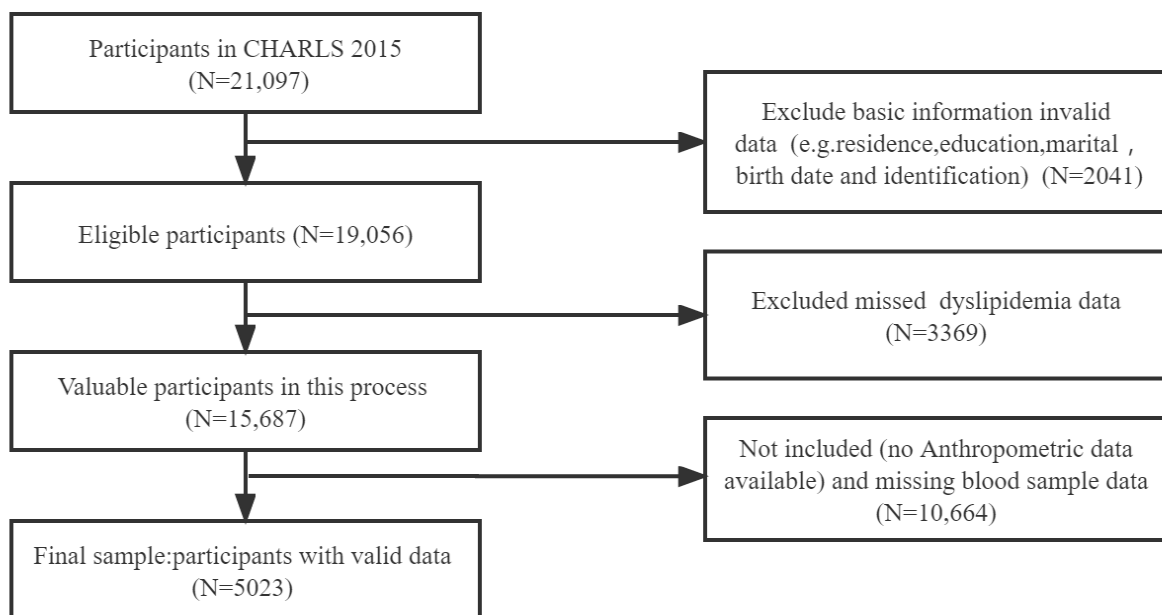 Participants in CHARLS 2015
(N=21,097)
Exclude basic information invalid
data (e.g.residence,education,marital ,
birth date and identification) (N=2041)
Eligible participants (N=19,056)
Excluded missed dyslipidemia data
(N=3369)
Valuable participants in this process
(N=15,687)
Not included (no Anthropometric data
available) and missing blood sample data
(N=10,664)
Final sample:participants with valid data
(N=5023)